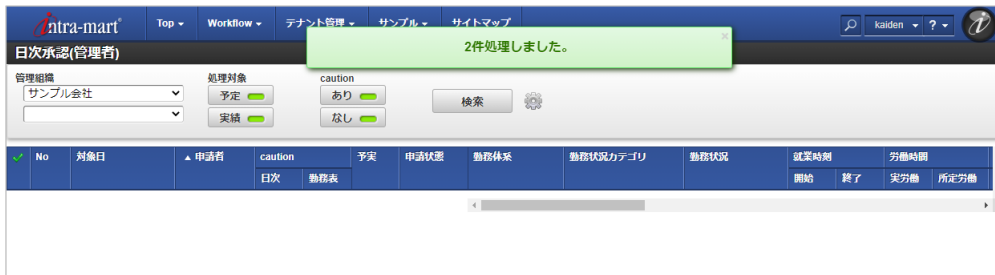 intra-mart® Top Workflow テナント管理 サンプル サイトマップ kaiden ?
2件処理しました。 ×
日次承認(管理者)
管理組織 処理対象 caution
サンプル会社 予定 あり 検索
実績 なし
No 対象日 ▲ 申請者 caution 予実 申請状態 勤務体系 勤務状況カテゴリ 勤務状況 就業時刻 労働時間
日次 勤務表 開始 終了 実労働 所定労働